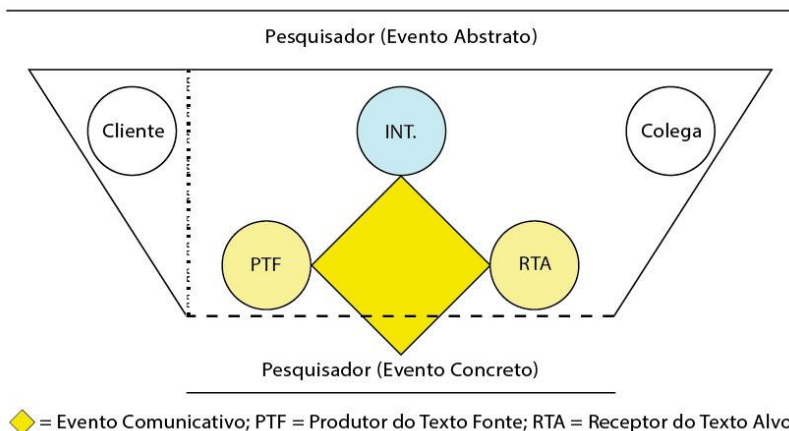 Pesquisador (Evento Abstrato)
Cliente
INT.
Colega
PTF
RTA
Pesquisador (Evento Concreto)
= Evento Comunicativo; PTF = Produtor do Texto Fonte; RTA = Receptor do Texto Alvo